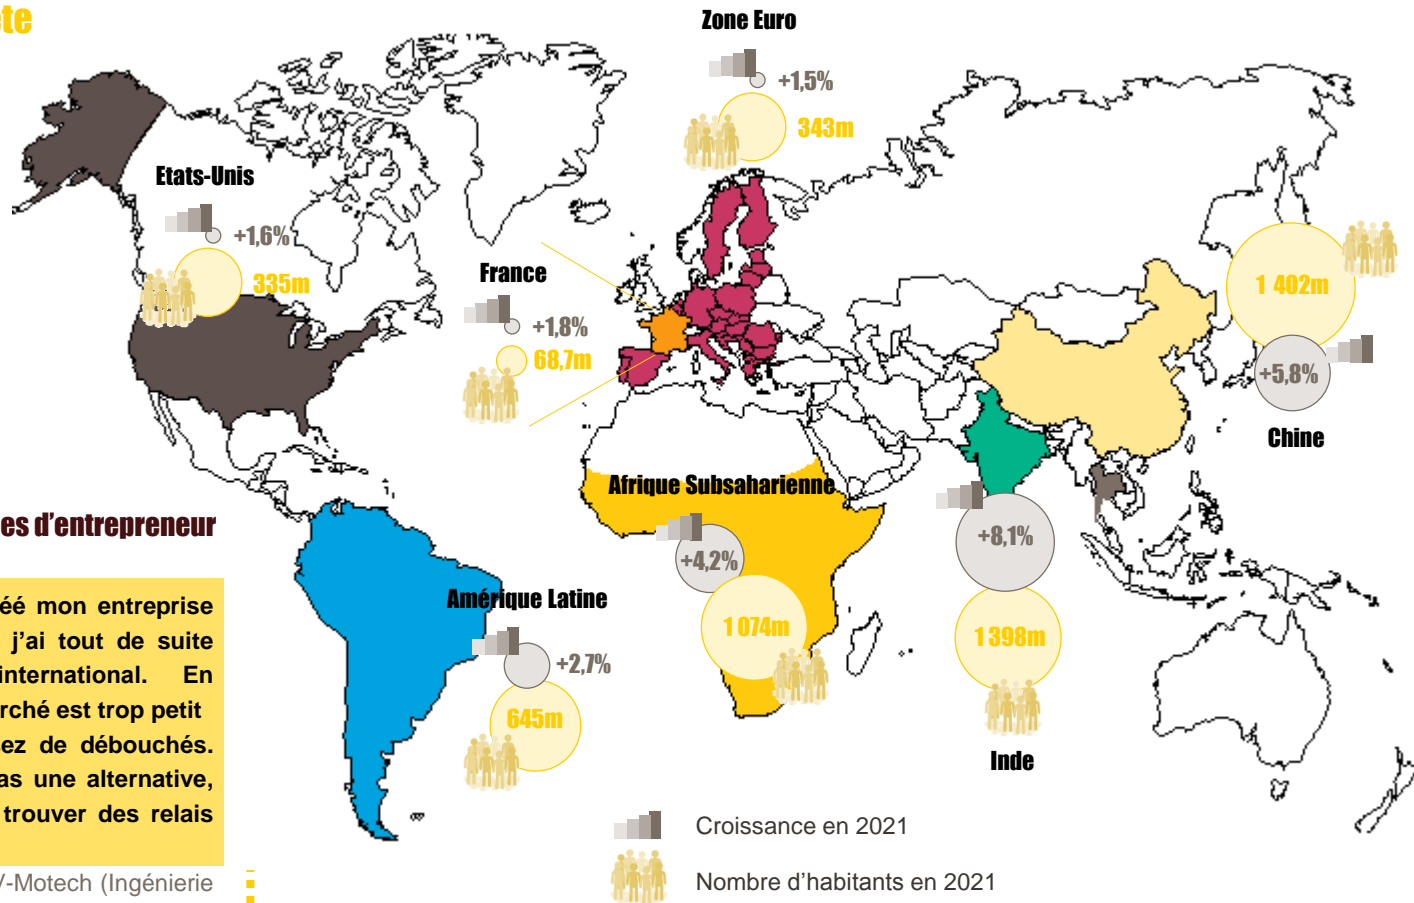 ète
Zone Euro
+1,5%
343m
Etats-Unis
+1,6%
335m
France
+1,8%
68,7m
1 402m
+5,8%
Chine
Afrique Subsaharienne
+4,2%
1 074m
+8,1%
1 398m
Inde
Amérique Latine
+2,7%
645m
es d'entrepreneur
éé mon entreprise
j'ai tout de suite
international. En
rché est trop petit
ez de débouchés.
as une alternative,
trouver des relais
V-Motech (Ingénierie
Croissance en 2021
Nombre d'habitants en 2021